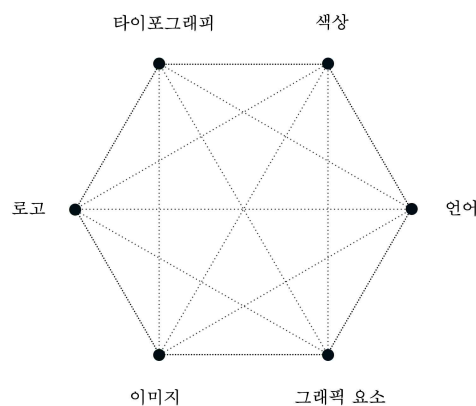 타이포그래피
색상
로고
언어
이미지
그래픽 요소